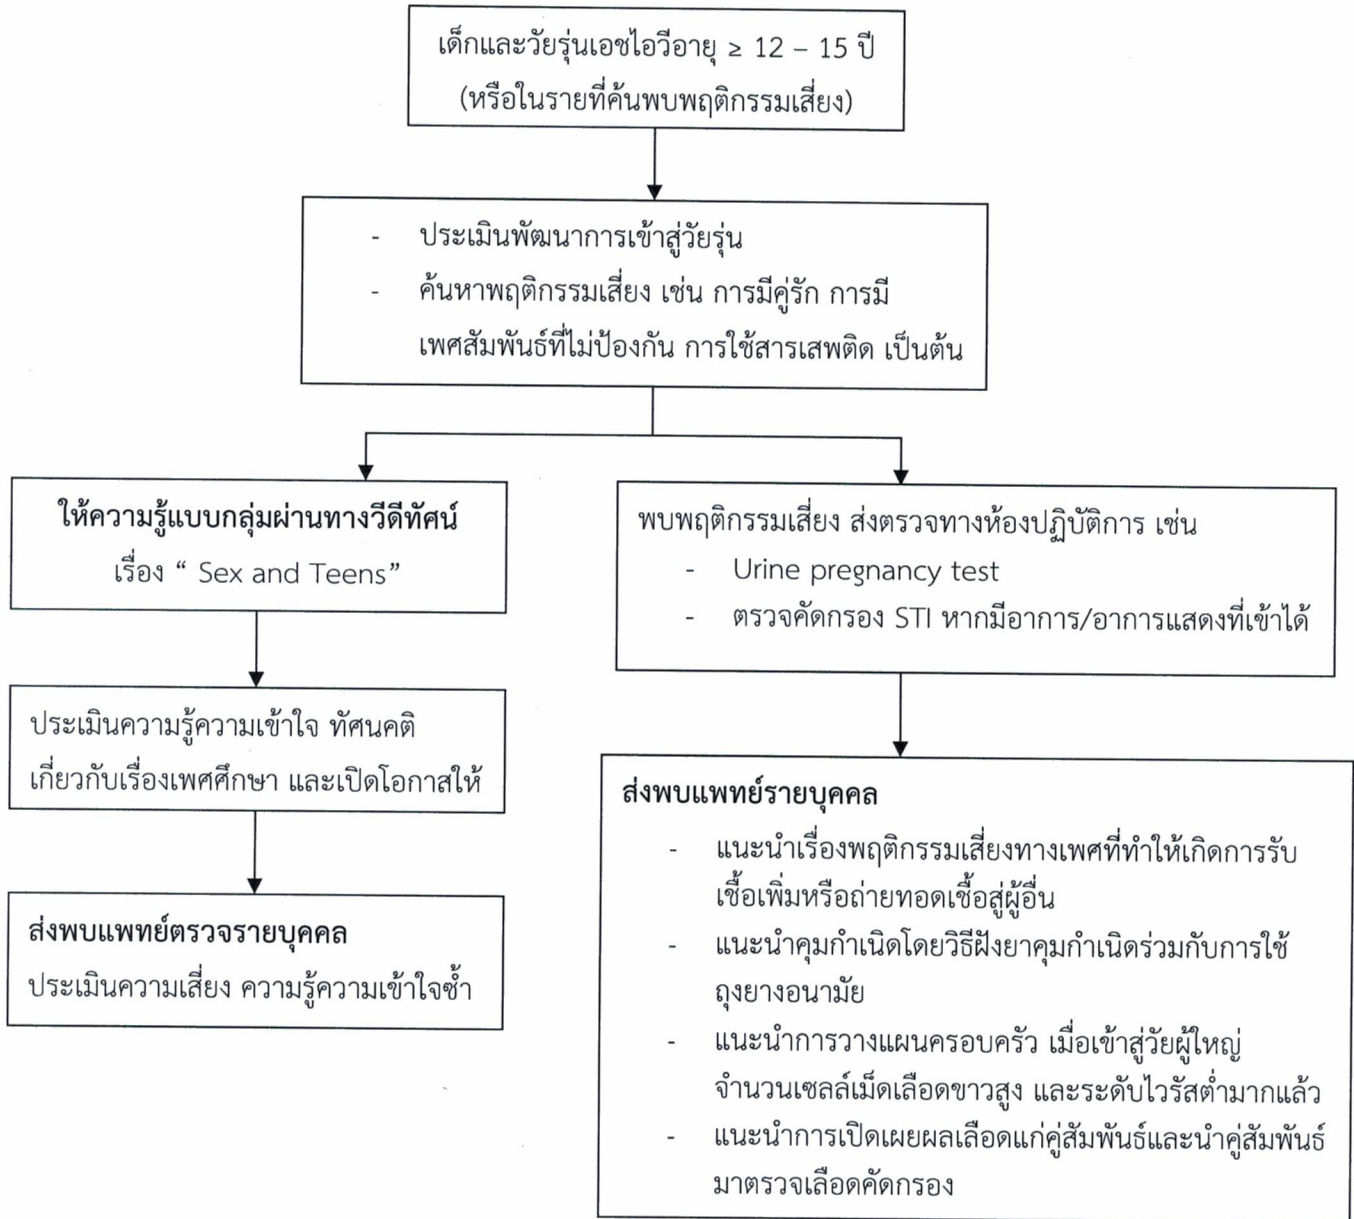 เด็กและวัยรุ่นเอชไอวีอายุ ≥ 12 – 15 ปี
(หรือในรายที่ค้นพบพฤติกรรมเสี่ยง)
- ประเมินพัฒนาการเข้าสู่วัยรุ่น
- ค้นหาพฤติกรรมเสี่ยง เช่น การมีคู่รัก การมี
เพศสัมพันธ์ที่ไม่ป้องกัน การใช้สารเสพติด เป็นต้น
ให้ความรู้แบบกลุ่มผ่านทางวีดีทัศน์
เรื่อง “ Sex and Teens”
ประเมินความรู้ความเข้าใจ ทัศนคติ
เกี่ยวกับเรื่องเพศศึกษา และเปิดโอกาสให้
ส่งพบแพทย์ตรวจรายบุคคล
ประเมินความเสี่ยง ความรู้ความเข้าใจซ้ำ
พบพฤติกรรมเสี่ยง ส่งตรวจทางห้องปฏิบัติการ เช่น
- Urine pregnancy test
- ตรวจคัดกรอง STI หากมีอาการ/อาการแสดงที่เข้าได้
ส่งพบแพทย์รายบุคคล
- แนะนำเรื่องพฤติกรรมเสี่ยงทางเพศที่ทำให้เกิดการรับ
เชื้อเพิ่มหรือถ่ายทอดเชื้อสู่ผู้อื่น
- แนะนำคุมกำเนิดโดยวิธีฝังยาคุมกำเนิดร่วมกับการใช้
ถุงยางอนามัย
- แนะนำการวางแผนครอบครัว เมื่อเข้าสู่วัยผู้ใหญ่
จำนวนเซลล์เม็ดเลือดขาวสูง และระดับไวรัสต่ำมากแล้ว
- แนะนำการเปิดเผยผลเลือดแก่คู่สัมพันธ์และนำคู่สัมพันธ์
มาตรวจเลือดคัดกรอง